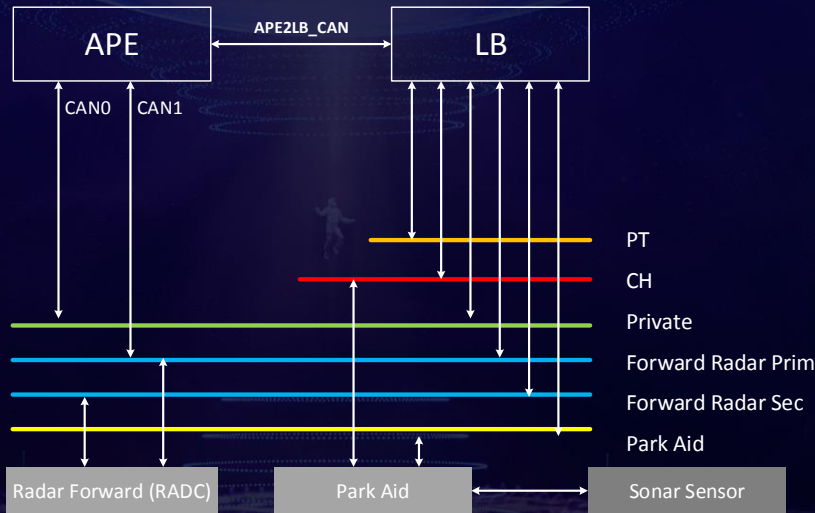 APE
APE2LB_CAN
LB
CAN0
CAN1
PT
CH
Private
Forward Radar Prim
Forward Radar Sec
Park Aid
Radar Forward (RADC)
Park Aid
Sonar Sensor